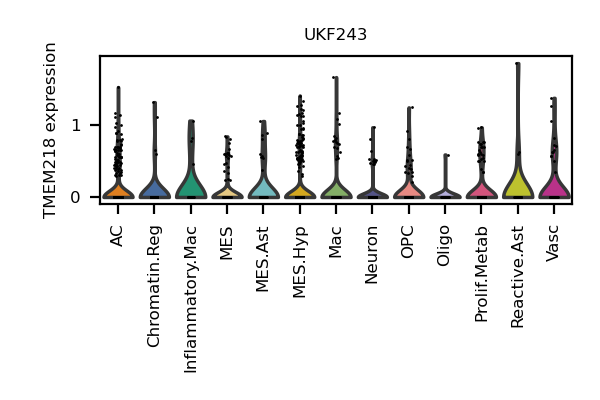 UKF243
TMEM218 expression
1
0
AC
Chromatin.Reg
Inflammatory.Mac
MES
MES.Ast
MES.Hyp
Mac
Neuron
OPC
Oligo
Prolif.Metab
Reactive.Ast
Vasc